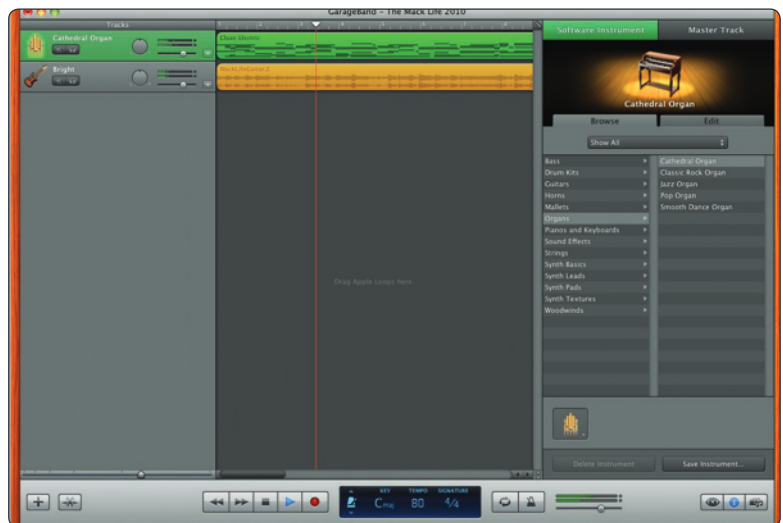 GarageBand - The Mack Life 2010
Tracks
Cathedral Organ
Bright
Drag Apple Loops here.
Software Instrument
Master Track
Cathedral Organ
Browse
Edit
Show All
Bass
Drum Kits
Guitars
Horns
Mallets
Organs
Pianos and Keyboards
Sound Effects
Strings
Synth Basics
Synth Leads
Synth Pads
Synth Textures
Woodwinds
Cathedral Organ
Classic Rock Organ
Jazz Organ
Pop Organ
Smooth Dance Organ
Delete Instrument
Save Instrument...
KEY TEMPO SIGNATURE
C maj 80 4/4